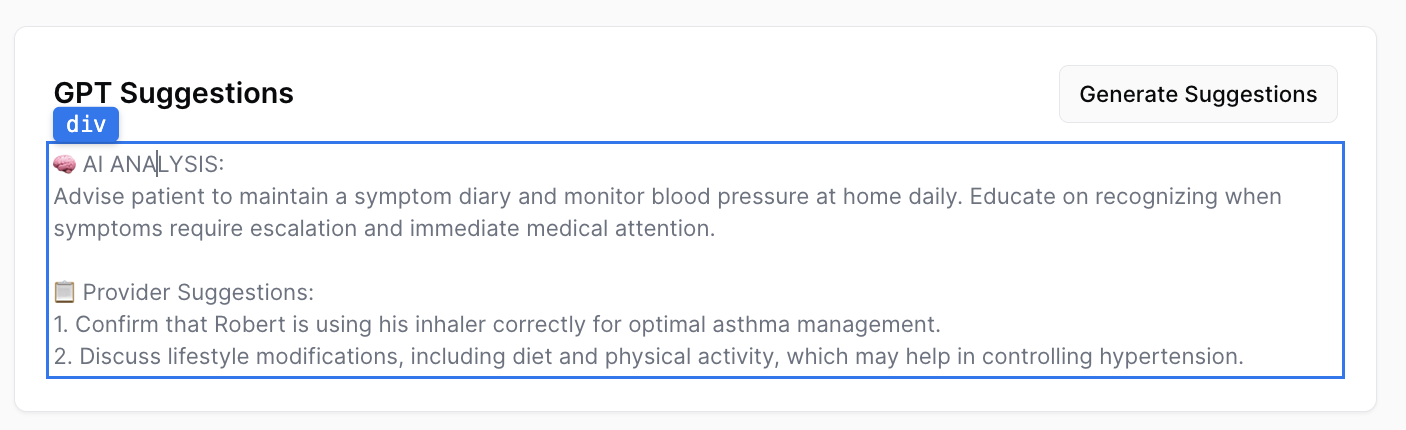 GPT Suggestions
Generate Suggestions
div
🧠 AI ANALYSIS:
Advise patient to maintain a symptom diary and monitor blood pressure at home daily. Educate on recognizing when
symptoms require escalation and immediate medical attention.
📋 Provider Suggestions:
1. Confirm that Robert is using his inhaler correctly for optimal asthma management.
2. Discuss lifestyle modifications, including diet and physical activity, which may help in controlling hypertension.